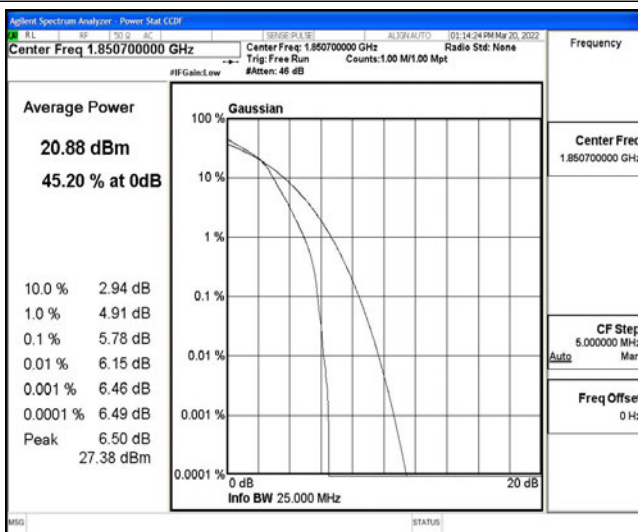 Agilent Spectrum Analyzer - Power Stat CCDF
RL RF 50 Ω AC SENSE:PULSE ALIGN AUTO 01:14:24 PM Mar 20, 2022
Center Freq 1.850700000 GHz
Center Freq: 1.850700000 GHz Radio Std: None
Trig: Free Run Counts:1.00 M/1.00 Mpt
#IFGain:Low #Atten: 46 dB
Frequency
Average Power
20.88 dBm
45.20 % at 0dB
10.0 % 2.94 dB
1.0 % 4.91 dB
0.1 % 5.78 dB
0.01 % 6.15 dB
0.001 % 6.46 dB
0.0001 % 6.49 dB
Peak 6.50 dB
27.38 dBm
Gaussian
100 %
10 %
1 %
0.1 %
0.01 %
0.001 %
0.0001 %
0 dB 20 dB
Info BW 25.000 MHz
Center Freq
1.850700000 GHz
CF Step
5.000000 MHz
Auto Man
Freq Offset
0 Hz
MSG STATUS